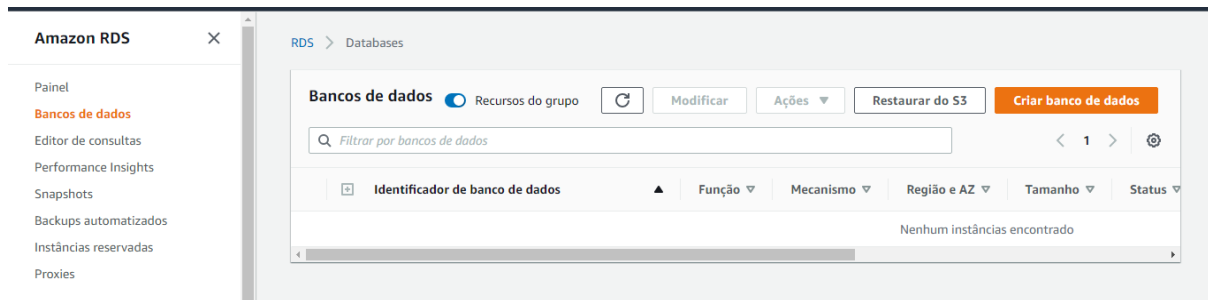 Amazon RDS
Painel
Bancos de dados
Editor de consultas
Performance Insights
Snapshots
Backups automatizados
Instâncias reservadas
Proxies
RDS > Databases
Bancos de dados Recursos do grupo Modificar Ações Restaurar do S3 Criar banco de dados
Filtrar por bancos de dados < 1 >
Identificador de banco de dados Função Mecanismo Região e AZ Tamanho Status
Nenhum instâncias encontrado